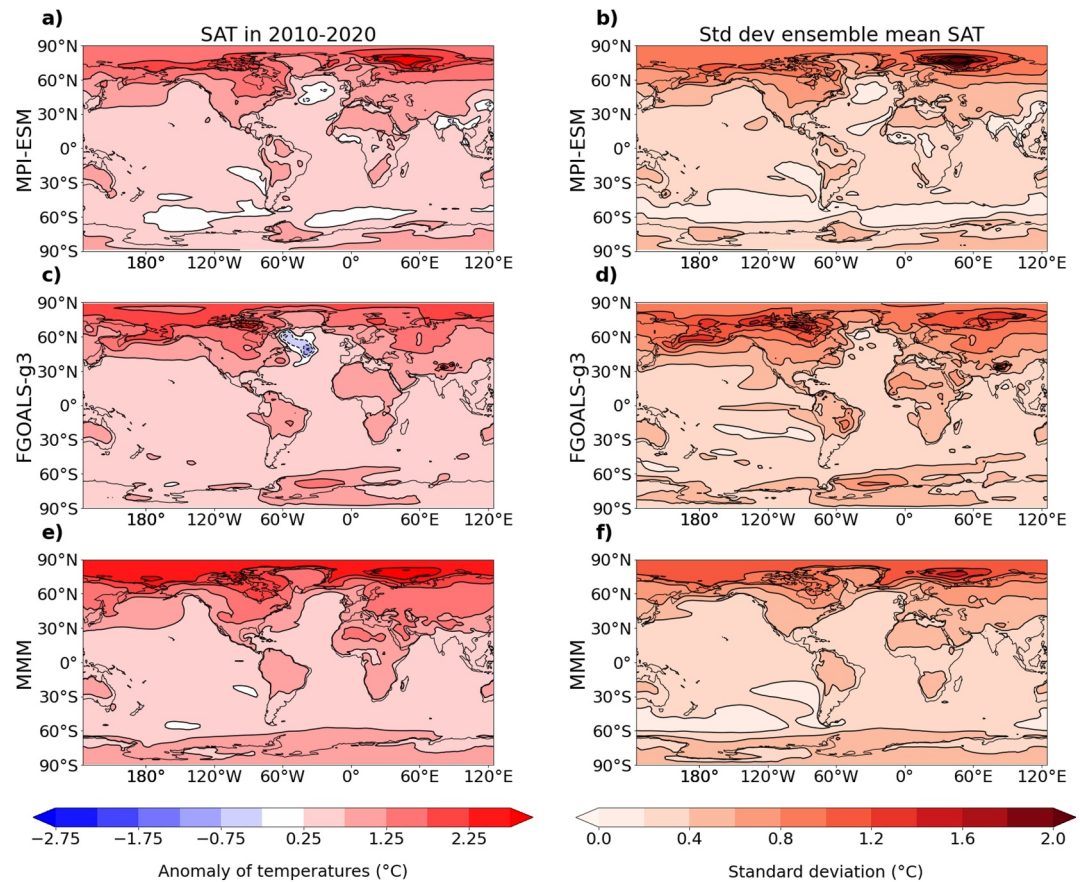 a)
SAT in 2010-2020
b)
Std dev ensemble mean SAT
MPI-ESM
90°N
60°N
30°N
0°
30°S
60°S
90°S
180° 120°W 60°W 0° 60°E 120°E
MPI-ESM
90°N
60°N
30°N
0°
30°S
60°S
90°S
180° 120°W 60°W 0° 60°E 120°E
c)
d)
FGOALS-g3
90°N
60°N
30°N
0°
30°S
60°S
90°S
180° 120°W 60°W 0° 60°E 120°E
FGOALS-g3
90°N
60°N
30°N
0°
30°S
60°S
90°S
180° 120°W 60°W 0° 60°E 120°E
e)
f)
MMM
90°N
60°N
30°N
0°
30°S
60°S
90°S
180° 120°W 60°W 0° 60°E 120°E
MMM
90°N
60°N
30°N
0°
30°S
60°S
90°S
180° 120°W 60°W 0° 60°E 120°E
−2.75 −1.75 −0.75 0.25 1.25 2.25
Anomaly of temperatures (°C)
0.0 0.4 0.8 1.2 1.6 2.0
Standard deviation (°C)